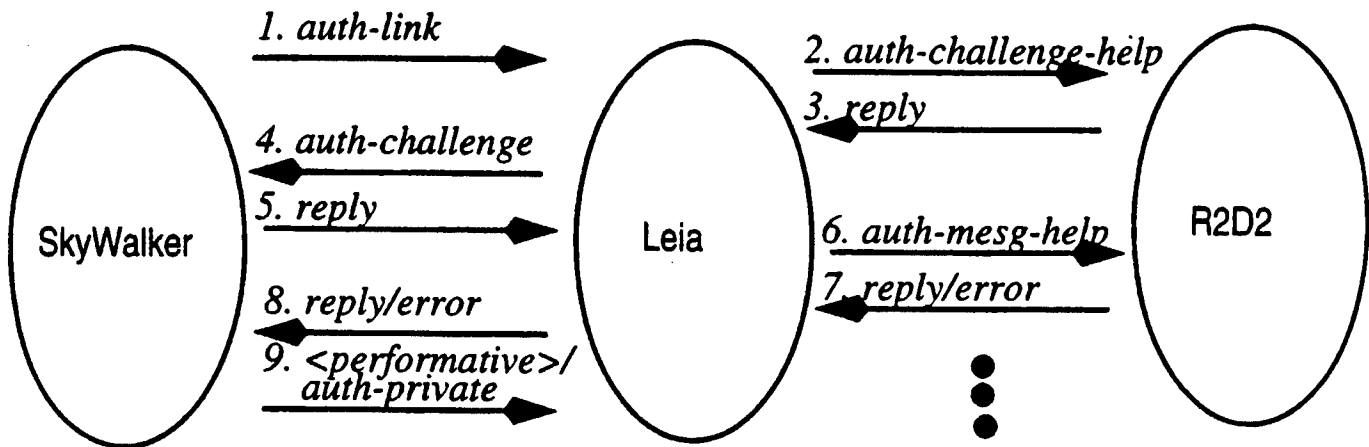 1. auth-link
2. auth-challenge-help
3. reply
4. auth-challenge
5. reply
SkyWalker
Leia
6. auth-mesg-help
R2D2
7. reply/error
8. reply/error
9. <performative>/
auth-private